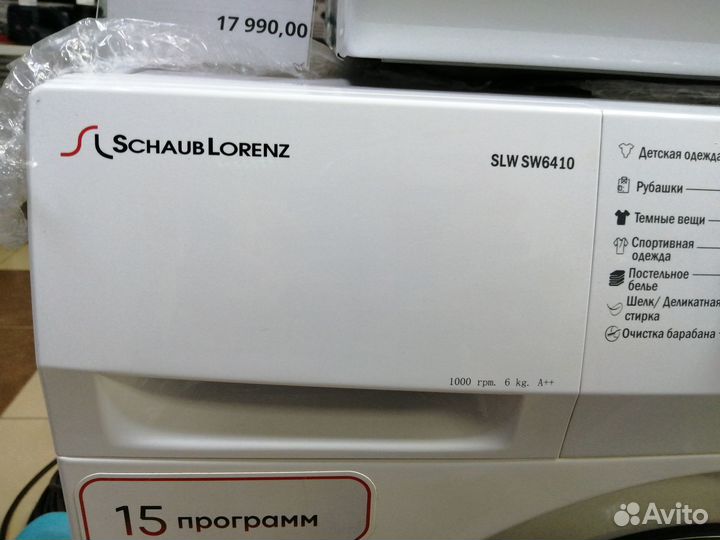 17 990,00
SCHAUB LORENZ
SLW SW6410
Детская одежда
Рубашки
Темные вещи
Спортивная
одежда
Постельное
белье
Шелк/ Деликатная
стирка
Очистка барабана
1000 rpm. 6 kg. A++
15 программ
Avito